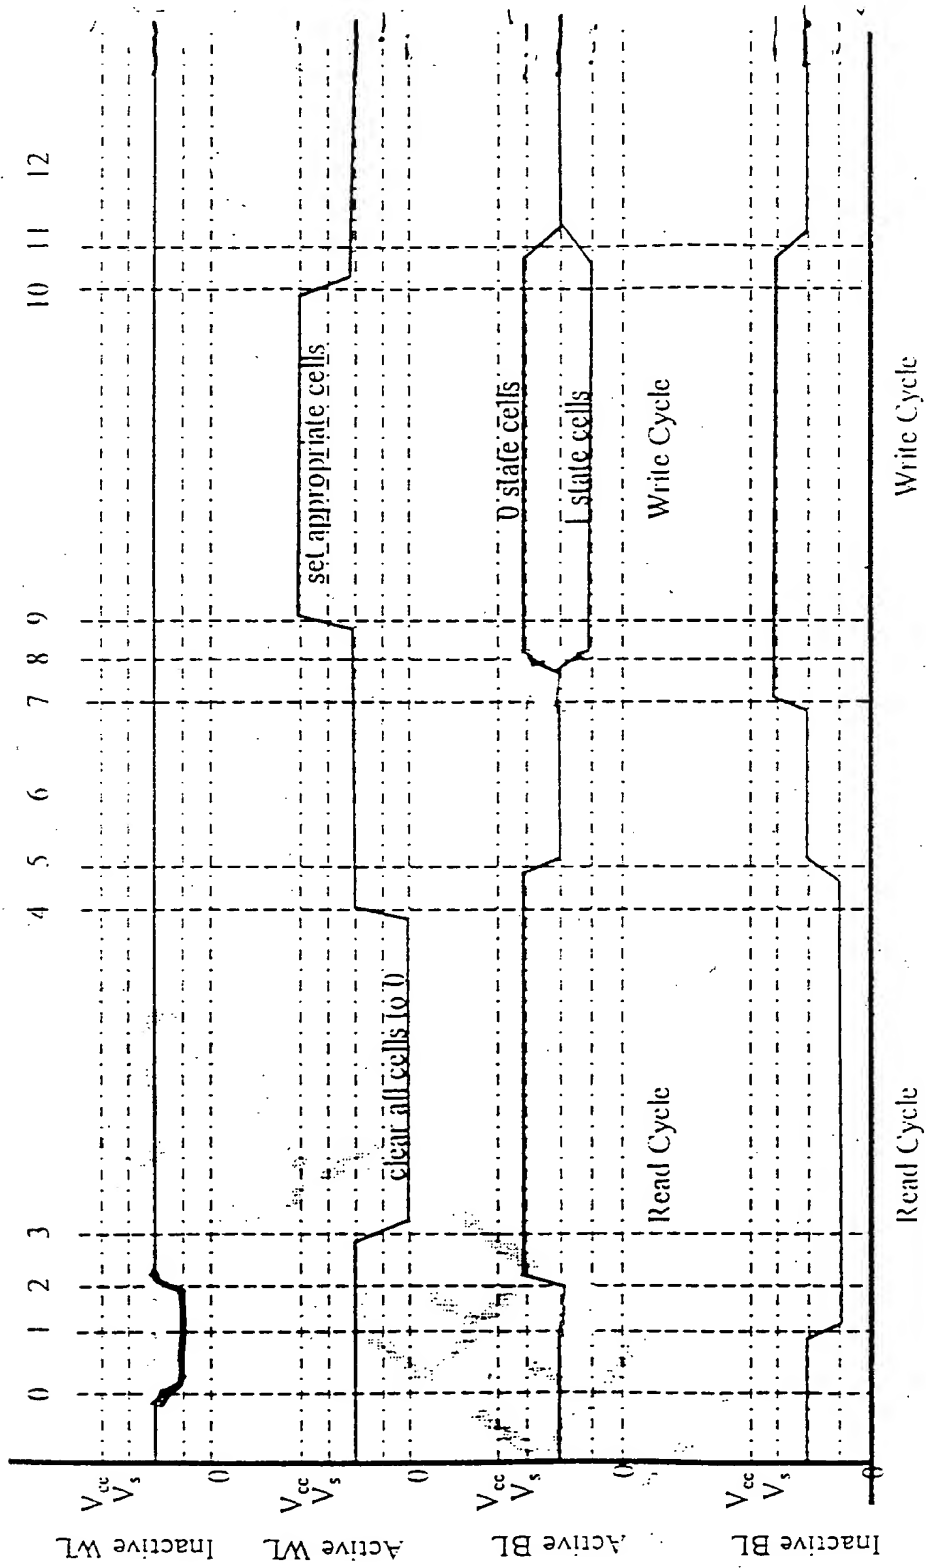 0 1 2 3 4 5 6 7 8 9 10 11 12
Vcc
Vs
0
Inactive WL
Vcc
Vs
0
Active WL
clear all cells to 0
set appropriate cells
Vcc
Vs
0
Active BL
0 state cells
1 state cells
Read Cycle
Write Cycle
Vcc
Vs
0
Inactive BL
Read Cycle
Write Cycle